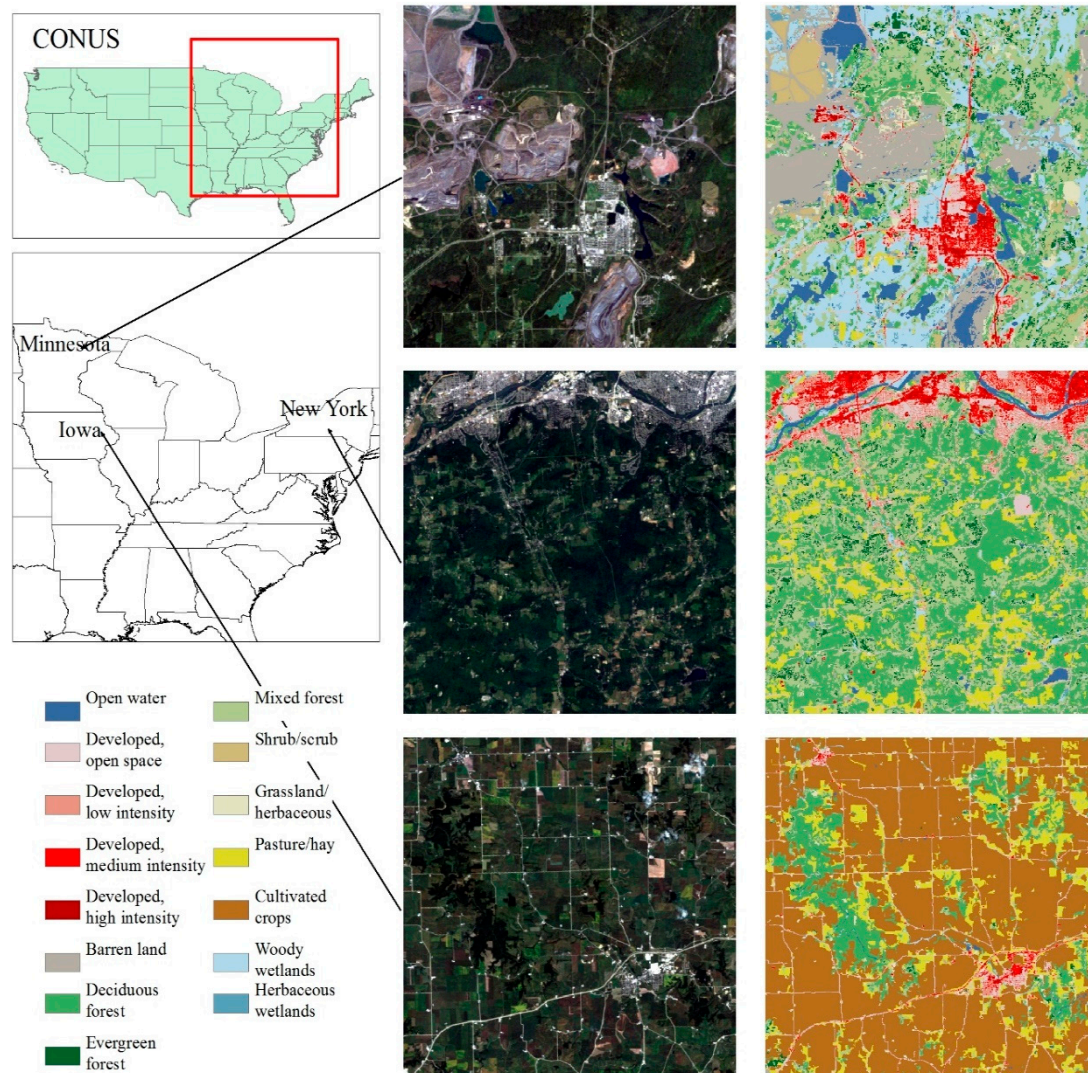 CONUS
Minnesota
New York
Iowa
Open water
Developed,
open space
Developed,
low intensity
Developed,
medium intensity
Developed,
high intensity
Barren land
Deciduous
forest
Evergreen
forest
Mixed forest
Shrub/scrub
Grassland/
herbaceous
Pasture/hay
Cultivated
crops
Woody
wetlands
Herbaceous
wetlands